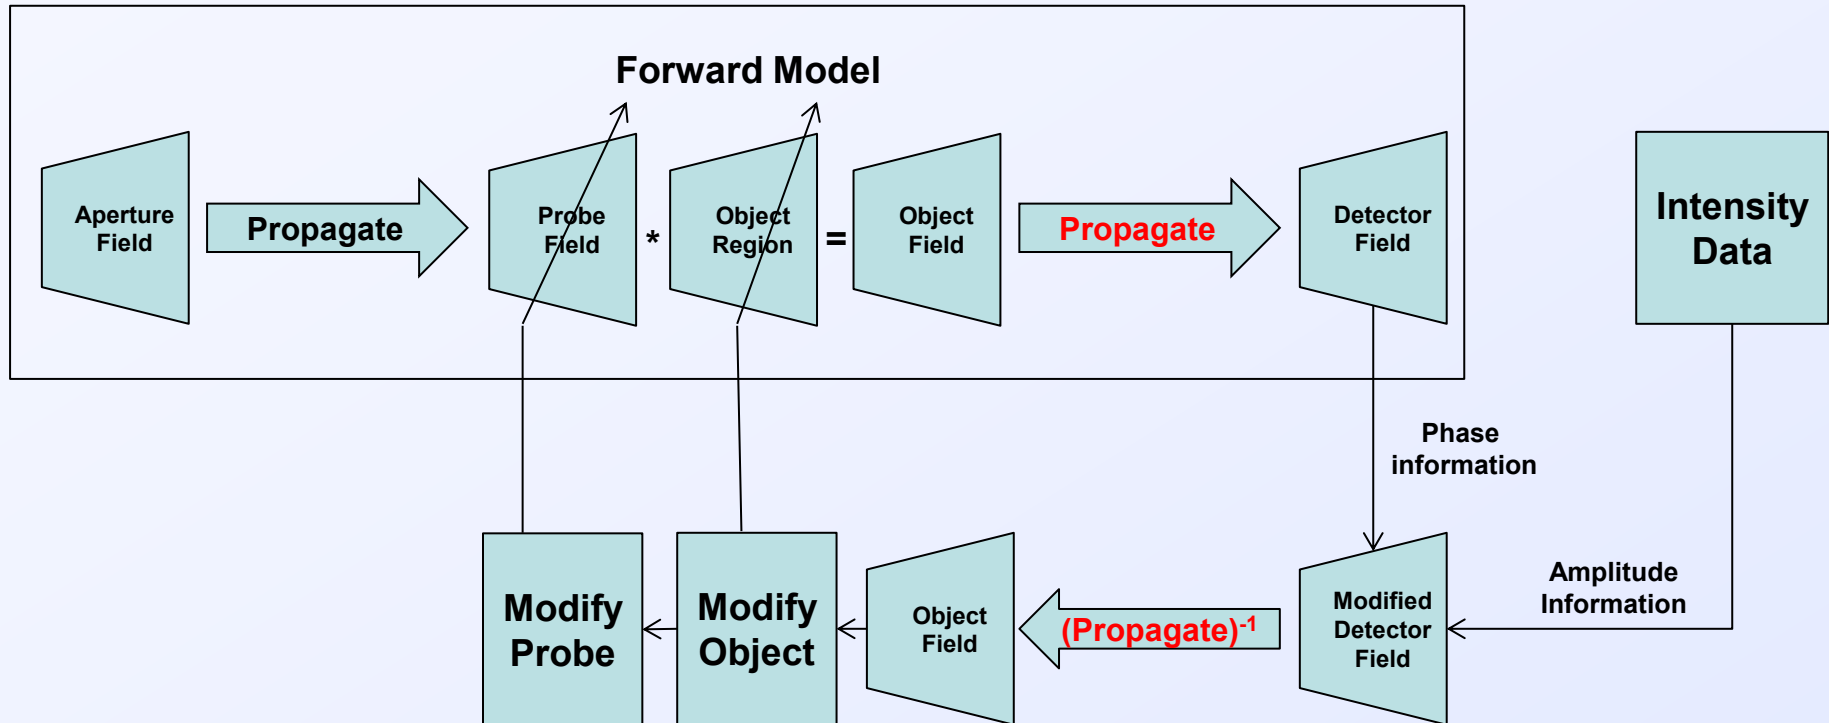 Forward Model
Aperture
Field
Propagate
Probe
Field
*
Object
Region
=
Object
Field
Propagate
Detector
Field
Intensity
Data
Phase
information
Modify
Probe
Modify
Object
Object
Field
(Propagate)⁻¹
Modified
Detector
Field
Amplitude
Information